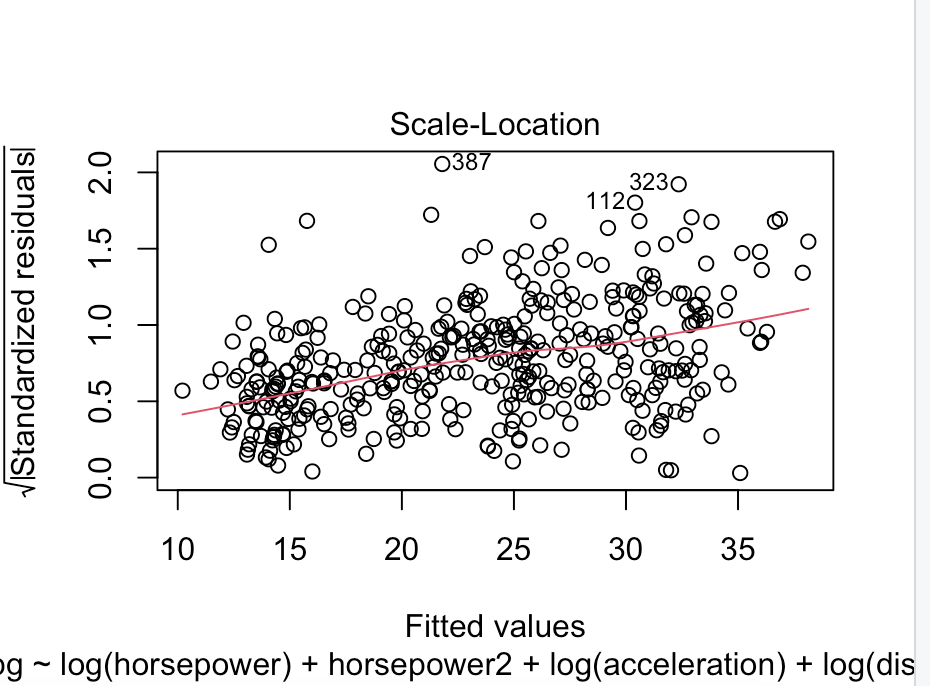 Scale-Location
√|Standardized residuals|
2.0
1.5
1.0
0.5
0.0
387
323
112
10 15 20 25 30 35
Fitted values
og ~ log(horsepower) + horsepower2 + log(acceleration) + log(dis